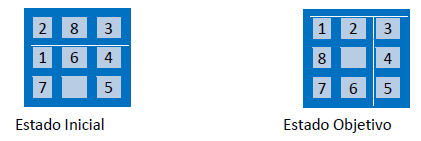 2 8 3 1 2 3
1 6 4 8 4
7 5 7 6 5
Estado Inicial Estado Objetivo